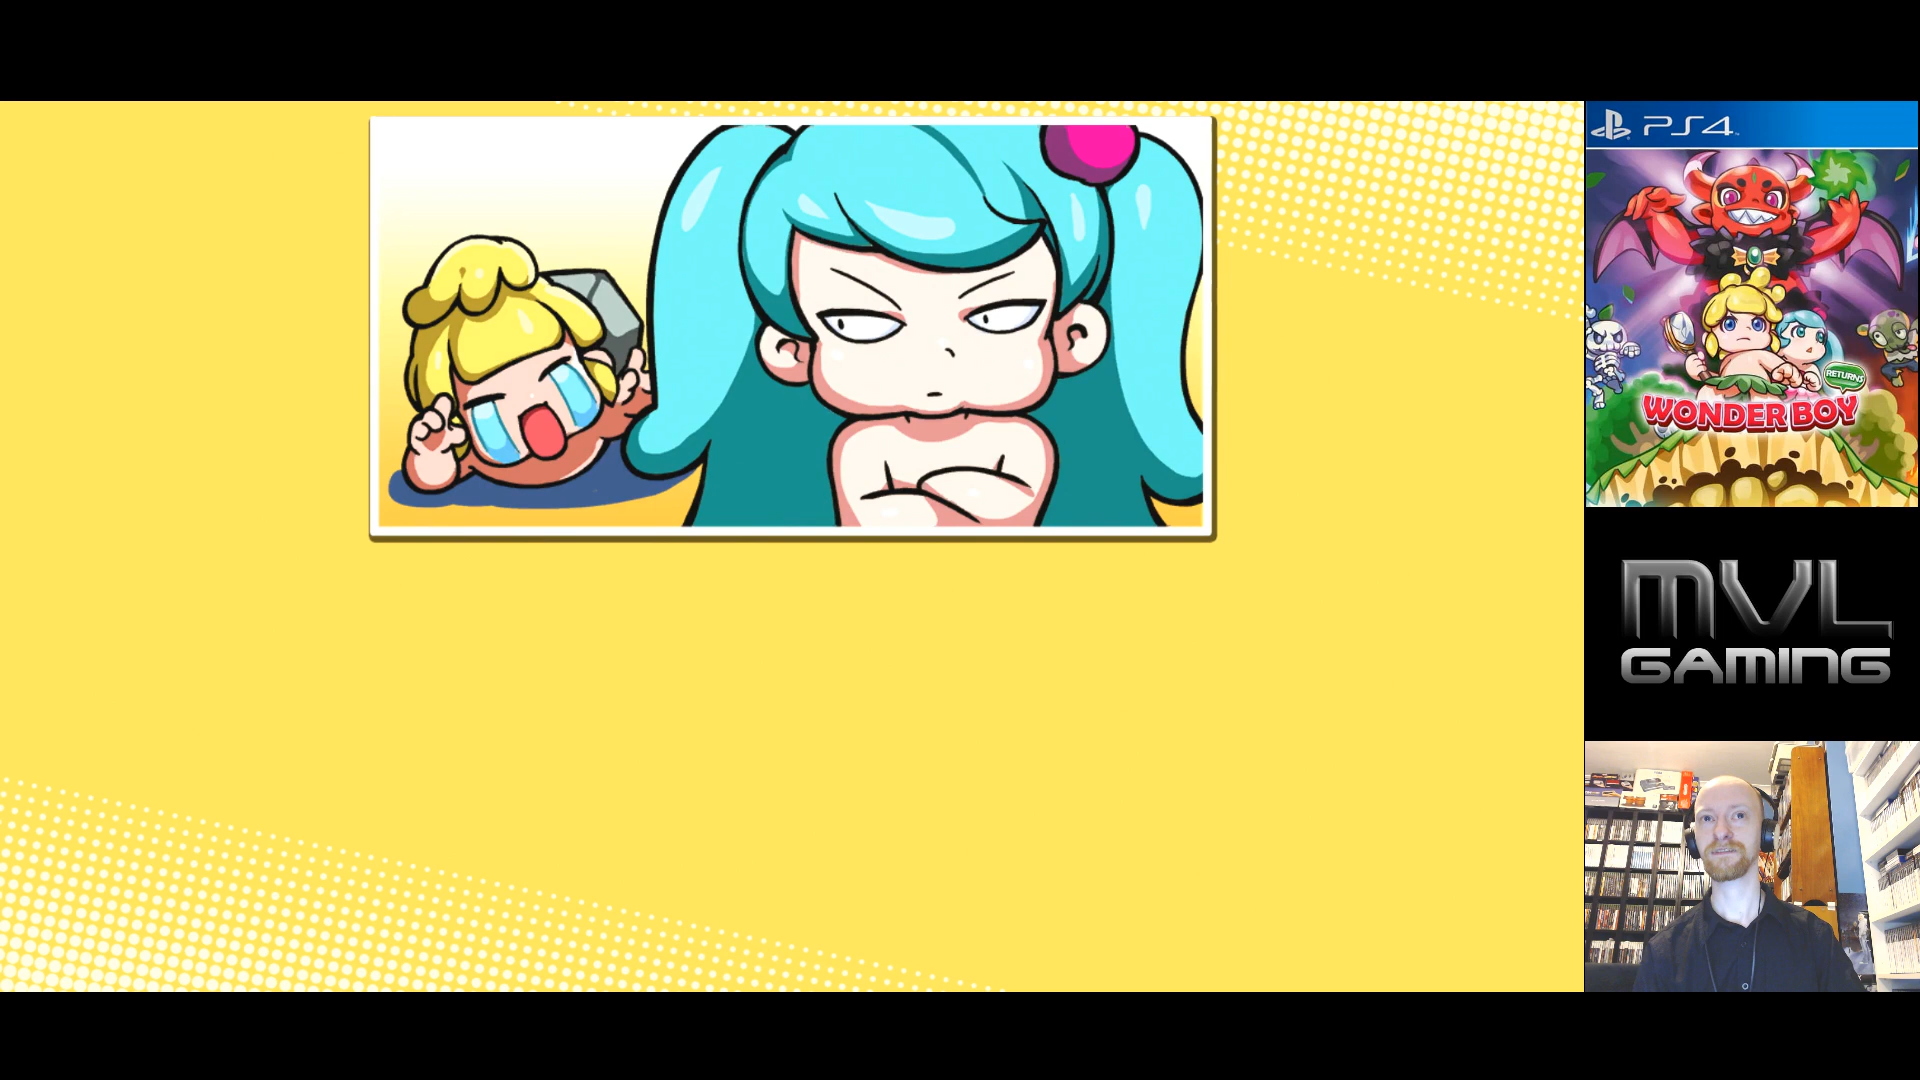 PS4
RETURNS
WONDER BOY
MVL
GAMING